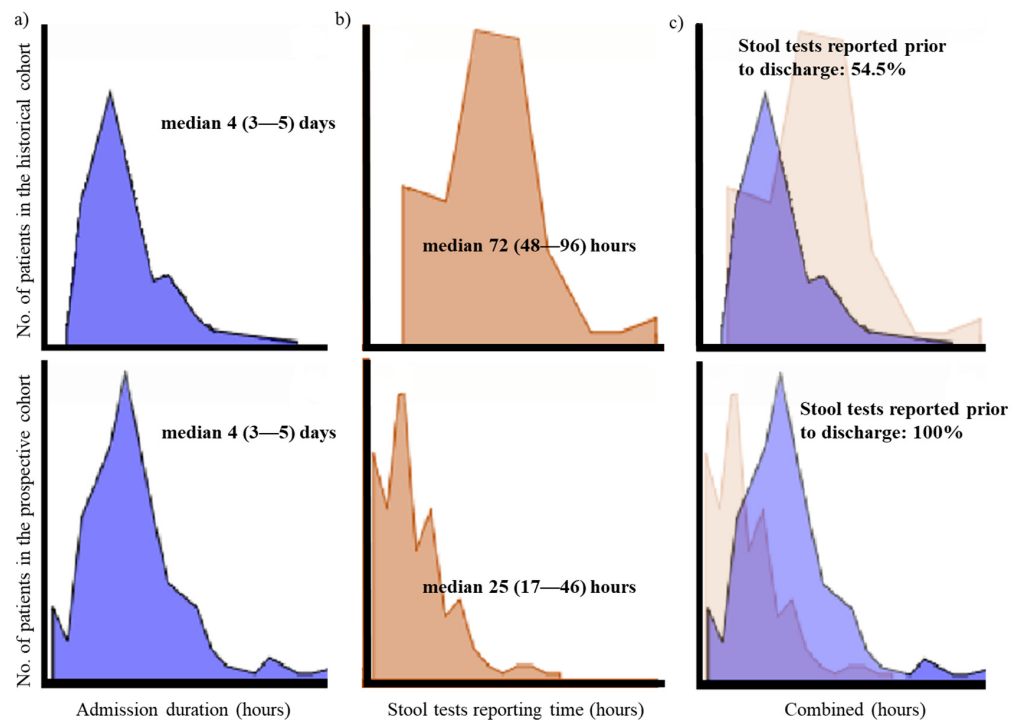 a)
b)
c)
No. of patients in the historical cohort
median 4 (3—5) days
median 72 (48—96) hours
Stool tests reported prior
to discharge: 54.5%
No. of patients in the prospective cohort
median 4 (3—5) days
median 25 (17—46) hours
Stool tests reported prior
to discharge: 100%
Admission duration (hours)
Stool tests reporting time (hours)
Combined (hours)